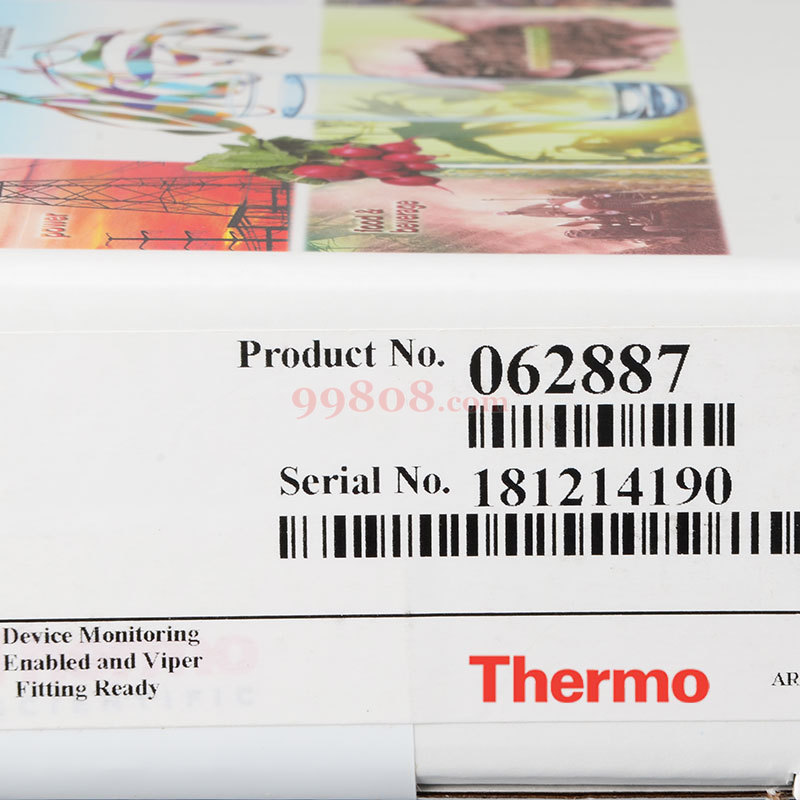 power
food &
beverage
Product No. 062887
99808.com
Serial No. 181214190
Device Monitoring
Enabled and Viper
Fitting Ready
Thermo
AR
SCIENTIFIC